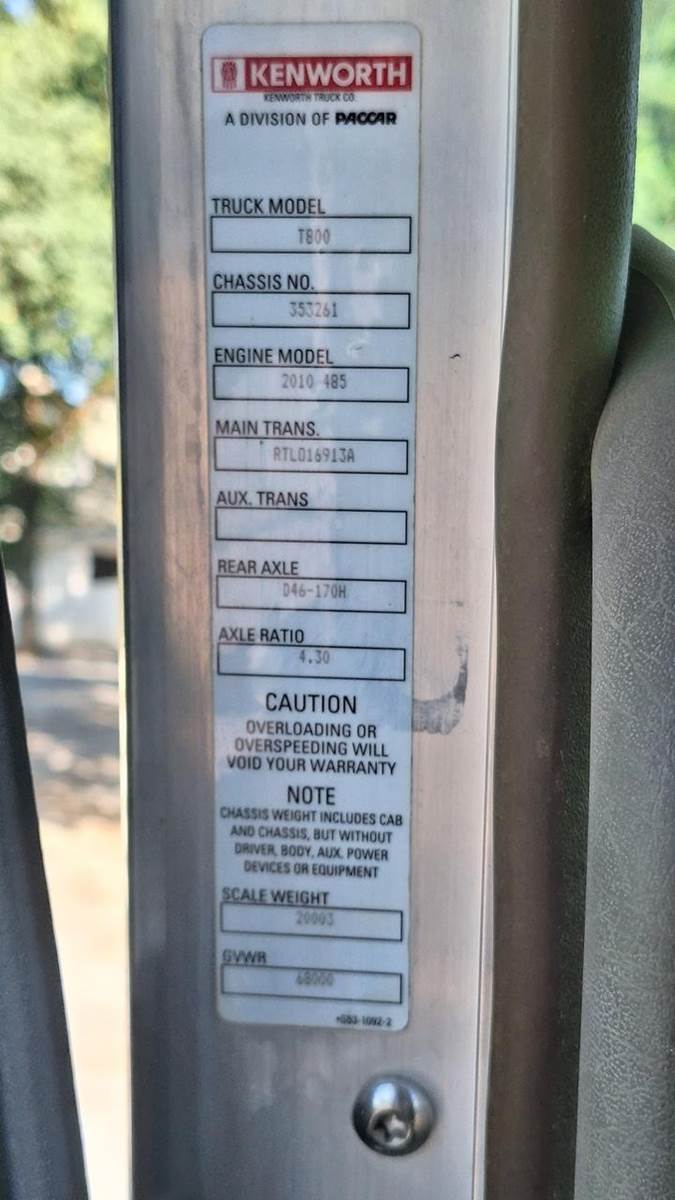 KENWORTH
KENWORTH TRUCK CO.
A DIVISION OF PACCAR
TRUCK MODEL
T800
CHASSIS NO.
353261
ENGINE MODEL
2010 485
MAIN TRANS.
RTLO16913A
AUX. TRANS
REAR AXLE
D46-170H
AXLE RATIO
4.30
CAUTION
OVERLOADING OR
OVERSPEEDING WILL
VOID YOUR WARRANTY
NOTE
CHASSIS WEIGHT INCLUDES CAB
AND CHASSIS, BUT WITHOUT
DRIVER, BODY, AUX. POWER
DEVICES OR EQUIPMENT
SCALE WEIGHT
20003
GVWR
68000